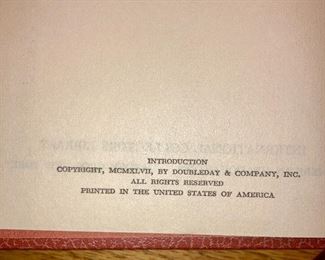 INTRODUCTION
COPYRIGHT, MCMXLVII, BY DOUBLEDAY & COMPANY, INC.
ALL RIGHTS RESERVED
PRINTED IN THE UNITED STATES OF AMERICA